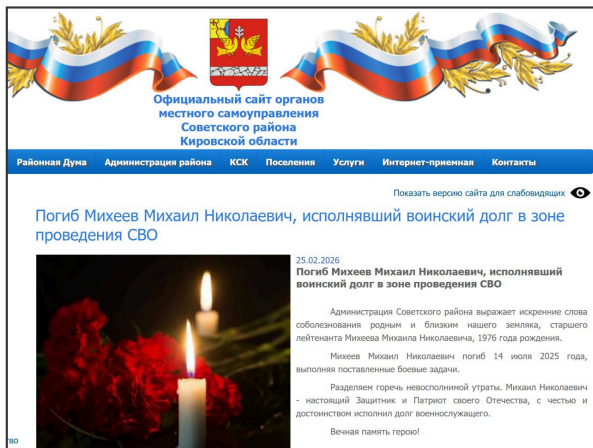 Официальный сайт органов
местного самоуправления
Советского района
Кировской области
Районная Дума Администрация района КСК Поселения Услуги Интернет-приемная Контакты
Показать версию сайта для слабовидящих
Погиб Михеев Михаил Николаевич, исполнявший воинский долг в зоне
проведения СВО
25.02.2026
Погиб Михеев Михаил Николаевич, исполнявший
воинский долг в зоне проведения СВО
Администрация Советского района выражает искренние слова
соболезнования родным и близким нашего земляка, старшего
лейтенанта Михеева Михаила Николаевича, 1976 года рождения.
Михеев Михаил Николаевич погиб 14 июля 2025 года,
выполняя поставленные боевые задачи.
Разделяем горечь невосполнимой утраты. Михаил Николаевич
- настоящий Защитник и Патриот своего Отечества, с честью и
достоинством исполнил долг военнослужащего.
Вечная память герою!
тво